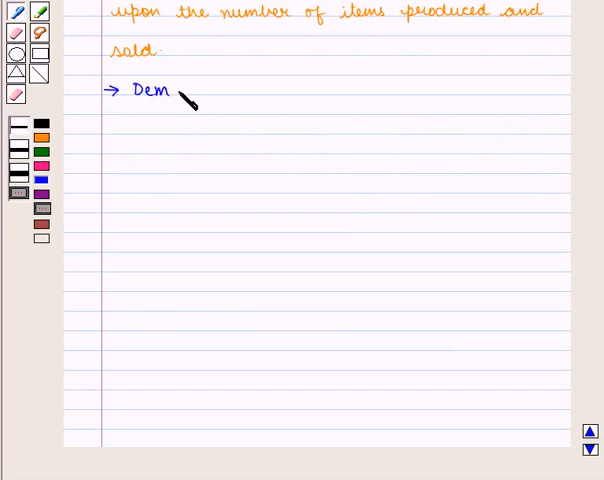 upon the number of items produced and
sold.
→ Dem